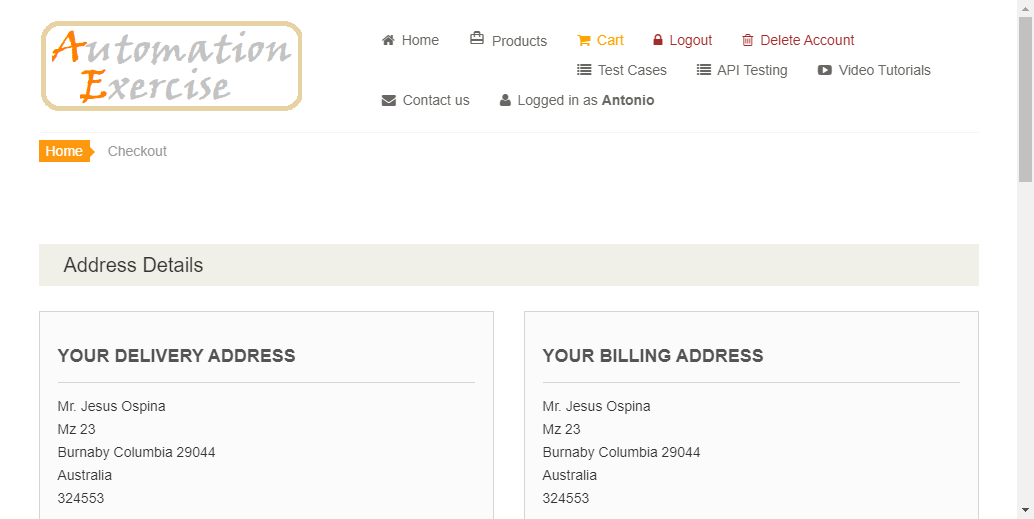 Automation
Exercise
Home Products Cart Logout Delete Account
Test Cases API Testing Video Tutorials
Contact us Logged in as Antonio
Home Checkout
Address Details
YOUR DELIVERY ADDRESS
Mr. Jesus Ospina
Mz 23
Burnaby Columbia 29044
Australia
324553
YOUR BILLING ADDRESS
Mr. Jesus Ospina
Mz 23
Burnaby Columbia 29044
Australia
324553